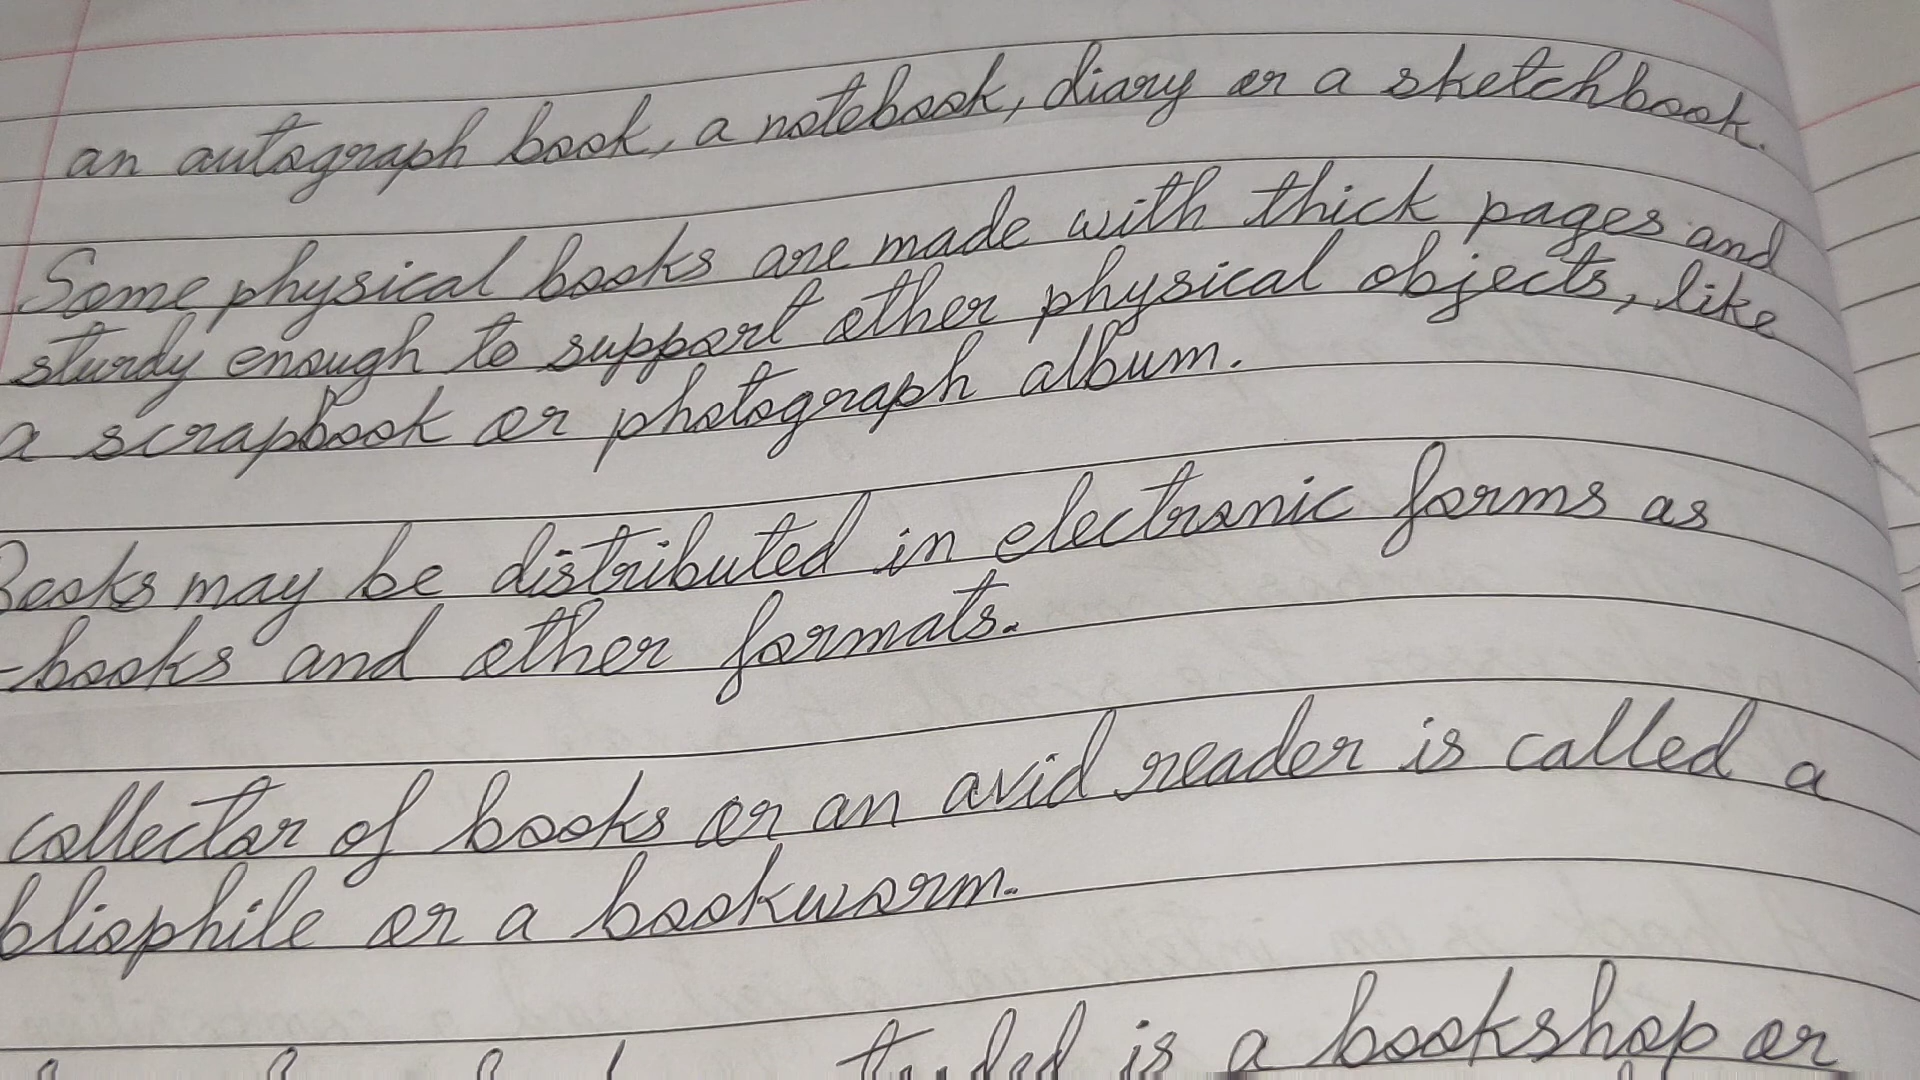 an autograph book, a notebook, diary or a sketchbook.
Some physical books are made with thick pages and
sturdy enough to support other physical objects, like
a scrapbook or photograph album.
Books may be distributed in electronic forms as
-books and other formats.
collector of books or an avid reader is called a
bliophile or a bookworm.
is a bookshop or